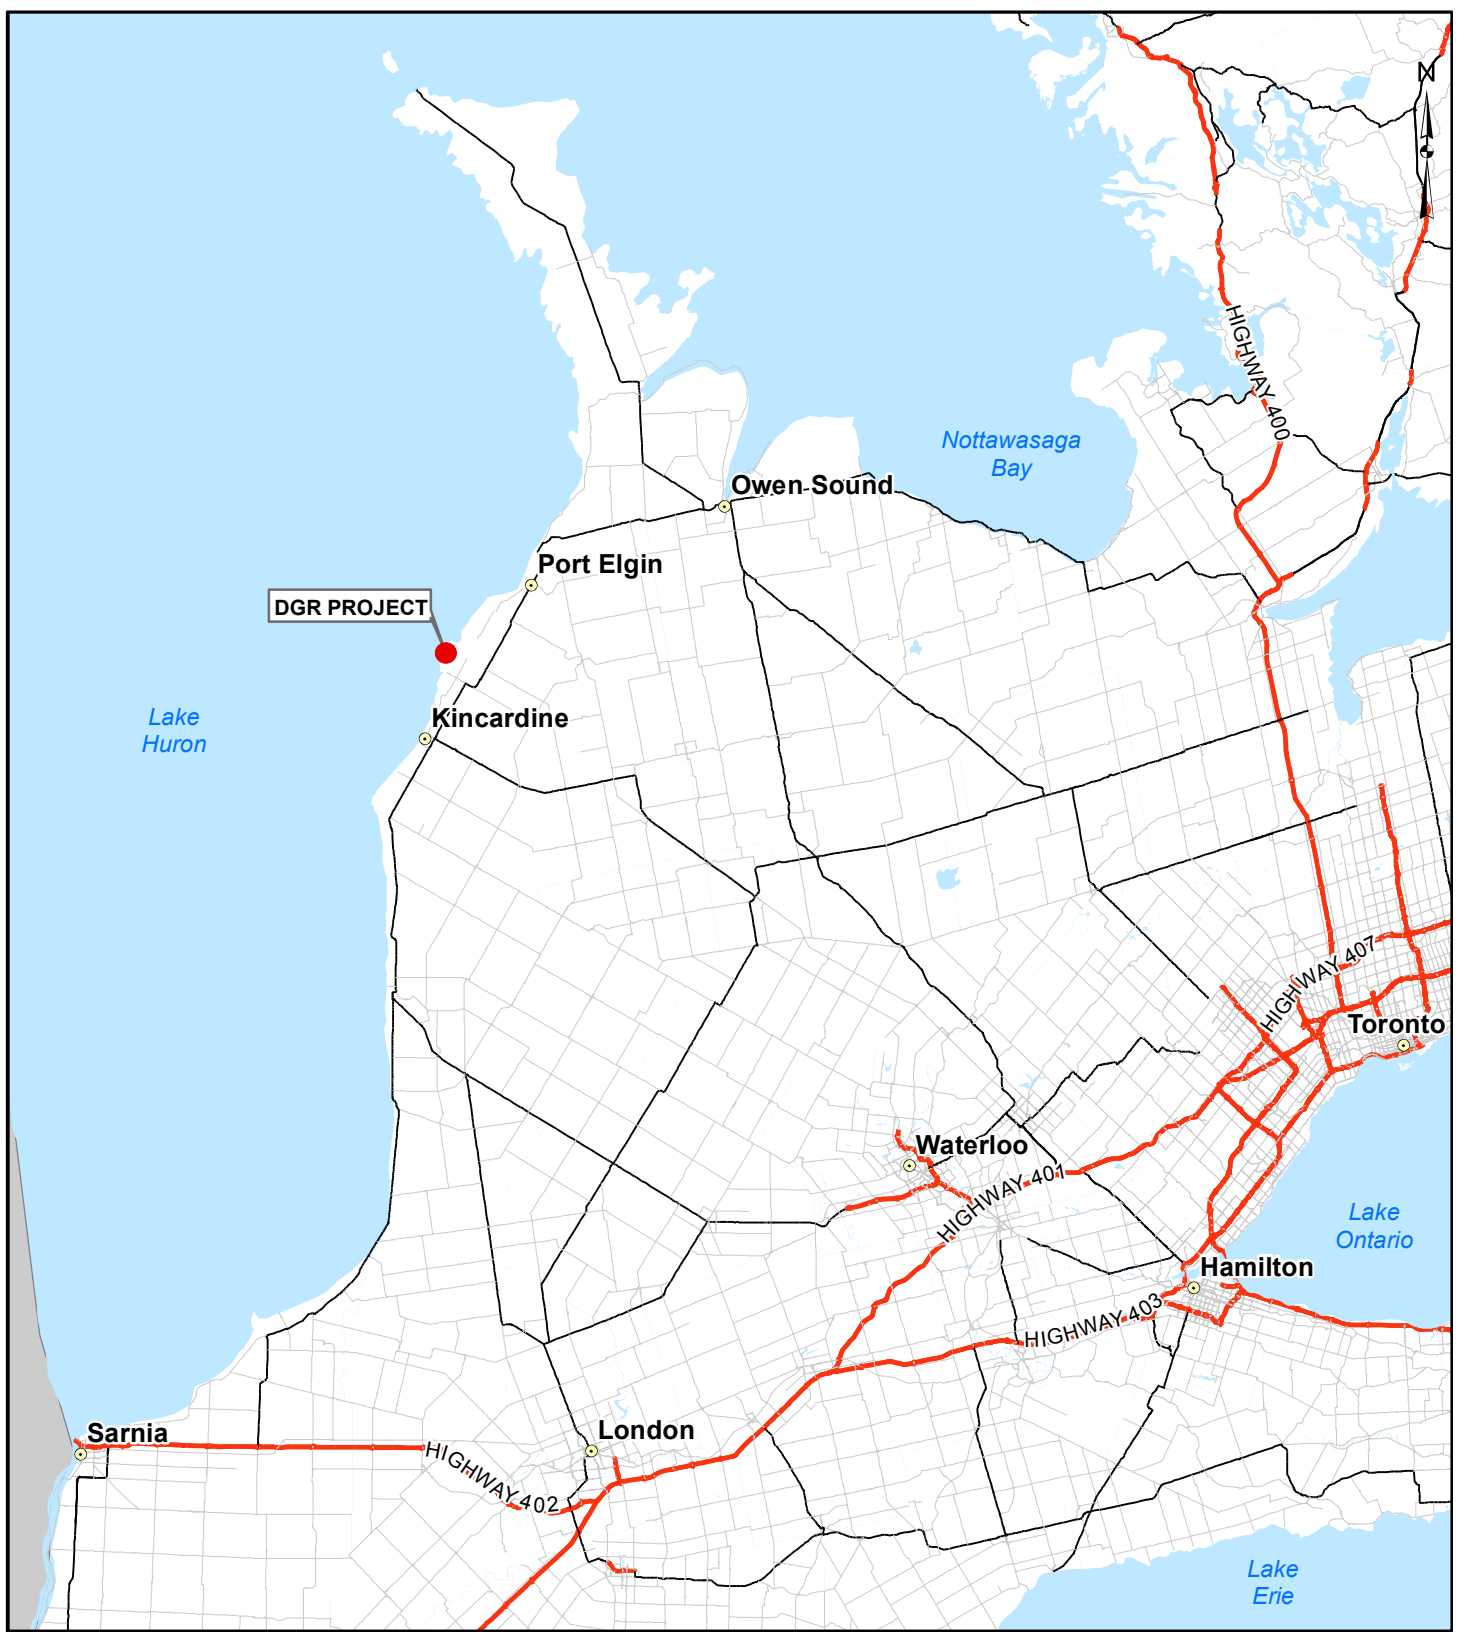 N
HIGHWAY 400
Nottawasaga
Bay
Owen Sound
Port Elgin
DGR PROJECT
Lake
Huron
Kincardine
HIGHWAY 407
Toronto
Waterloo
HIGHWAY 401
Lake
Ontario
Hamilton
HIGHWAY 403
Sarnia
London
HIGHWAY 402
Lake
Erie